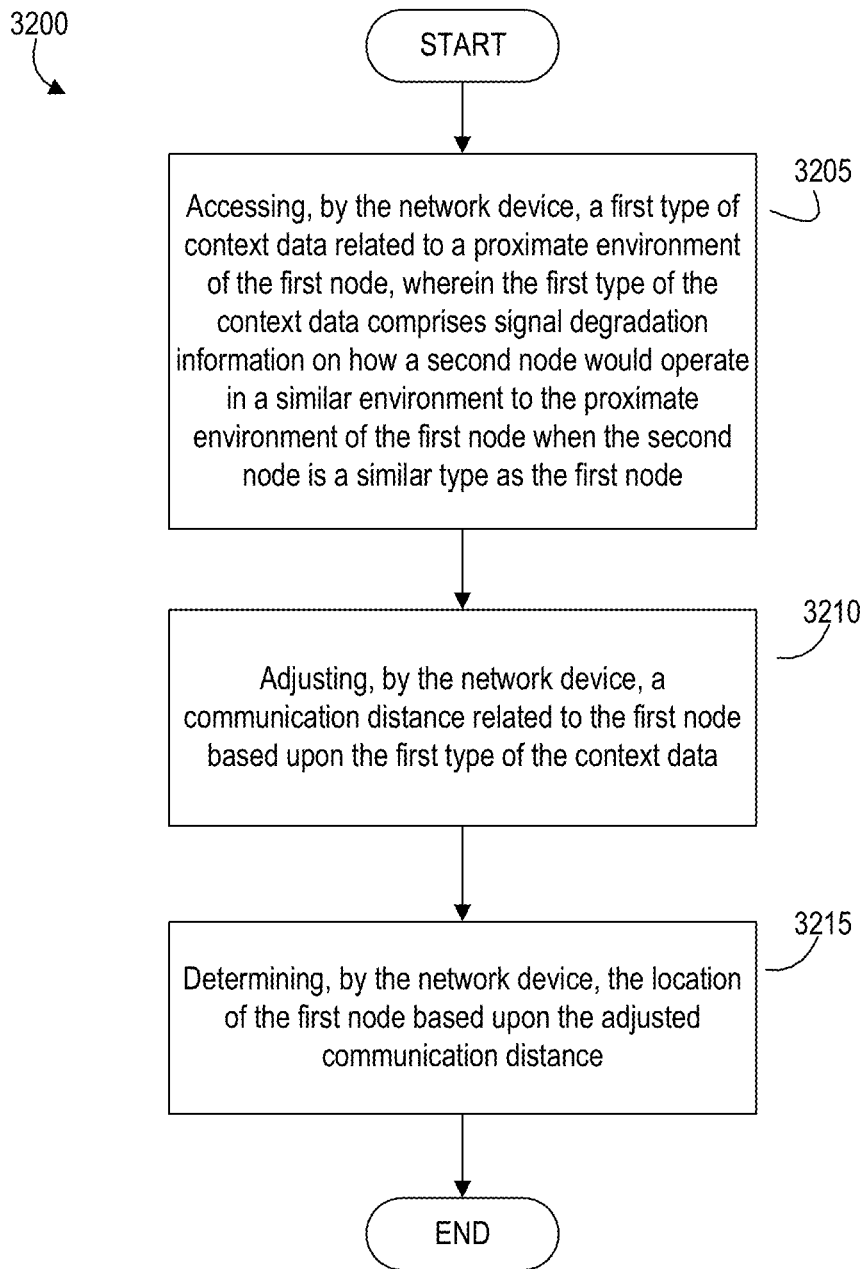 3200
START
3205
Accessing, by the network device, a first type of
context data related to a proximate environment
of the first node, wherein the first type of the
context data comprises signal degradation
information on how a second node would operate
in a similar environment to the proximate
environment of the first node when the second
node is a similar type as the first node
3210
Adjusting, by the network device, a
communication distance related to the first node
based upon the first type of the context data
3215
Determining, by the network device, the location
of the first node based upon the adjusted
communication distance
END